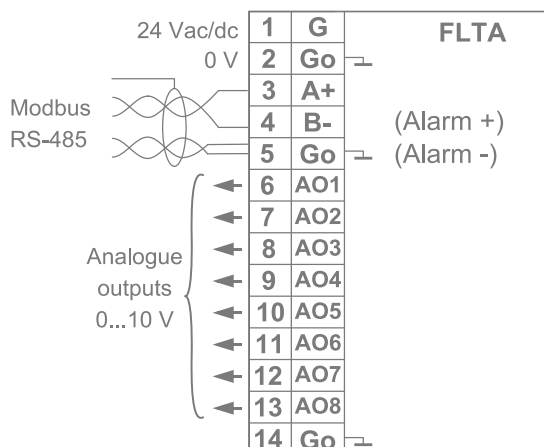 24 Vac/dc 1 G FLTA
0 V 2 Go
3 A+
Modbus
RS-485
4 B- (Alarm +)
5 Go (Alarm -)
6 AO1
7 AO2
8 AO3
Analogue
outputs
0...10 V
9 AO4
10 AO5
11 AO6
12 AO7
13 AO8
14 Go